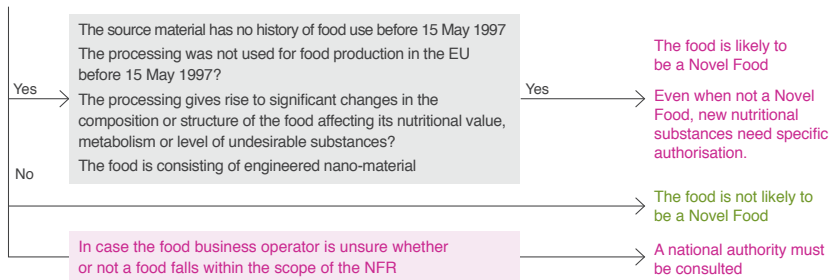 The source material has no history of food use before 15 May 1997
The processing was not used for food production in the EU
before 15 May 1997?
The processing gives rise to significant changes in the
composition or structure of the food affecting its nutritional value,
metabolism or level of undesirable substances?
The food is consisting of engineered nano-material
Yes
Yes
The food is likely to
be a Novel Food
Even when not a Novel
Food, new nutritional
substances need specific
authorisation.
No
The food is not likely to
be a Novel Food
In case the food business operator is unsure whether
or not a food falls within the scope of the NFR
A national authority must
be consulted